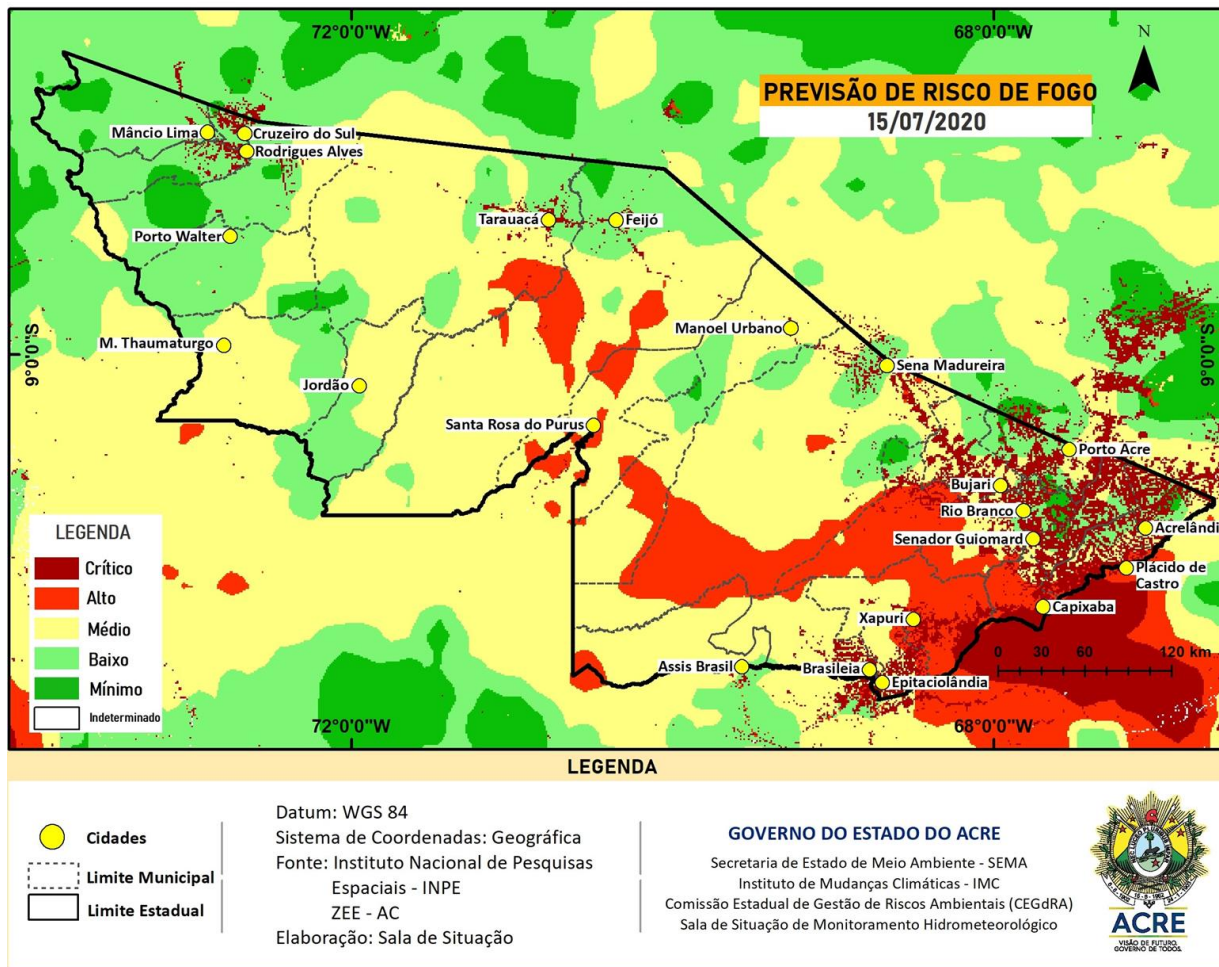 72°0'0"W
68°0'0"W
N
PREVISÃO DE RISCO DE FOGO
15/07/2020
Mâncio Lima
Cruzeiro do Sul
Rodrigues Alves
Tarauacá
Feijó
Porto Walter
9°0'0"S
M. Thaumaturgo
Manoel Urbano
9°0'0"S
Sena Madureira
Jordão
Santa Rosa do Purus
Porto Acre
Bujari
Rio Branco
Acrelândi
Senador Guiomard
Plácido de
Castro
Capixaba
Xapuri
Assis Brasil
Brasileia
Epitaciolândia
0 30 60 120 km
LEGENDA
Crítico
Alto
Médio
Baixo
Mínimo
Indeterminado
72°0'0"W
68°0'0"W
LEGENDA
Cidades
Limite Municipal
Limite Estadual
Datum: WGS 84
Sistema de Coordenadas: Geográfica
Fonte: Instituto Nacional de Pesquisas
Espaciais - INPE
ZEE - AC
Elaboração: Sala de Situação
GOVERNO DO ESTADO DO ACRE
Secretaria de Estado de Meio Ambiente - SEMA
Instituto de Mudanças Climáticas - IMC
Comissão Estadual de Gestão de Riscos Ambientais (CEGdRA)
Sala de Situação de Monitoramento Hidrometeorológico
ACRE
VISÃO DE FUTURO,
GOVERNO DE TODOS.